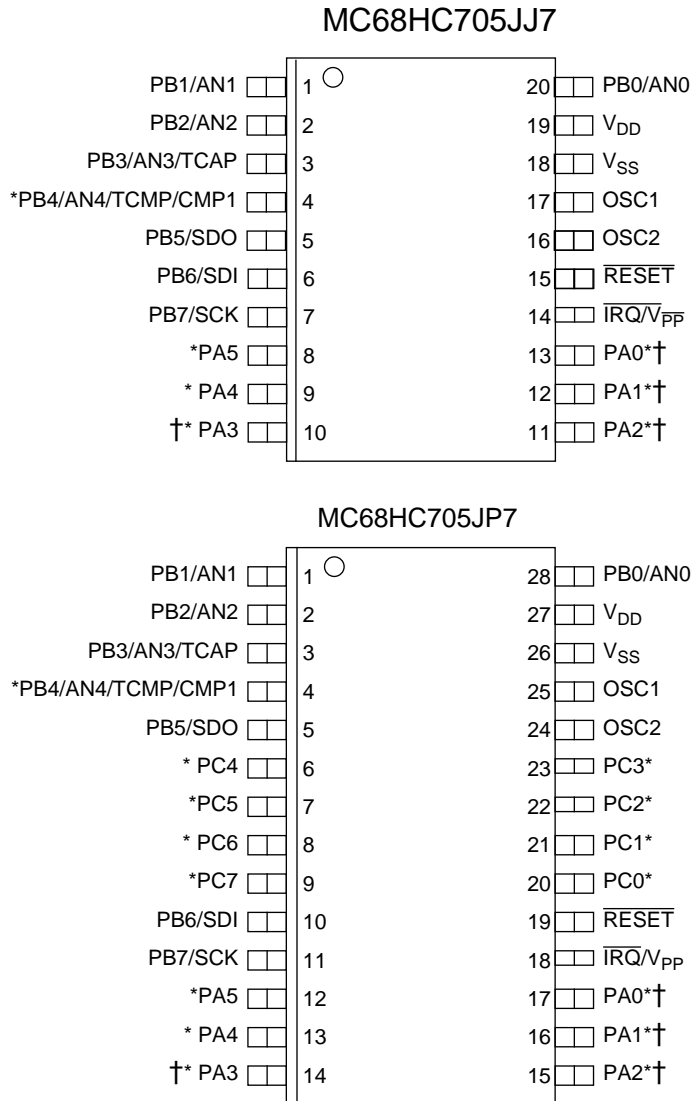 MC68HC705JJ7
PB1/AN1 1 20 PB0/AN0
PB2/AN2 2 19 VDD
PB3/AN3/TCAP 3 18 VSS
*PB4/AN4/TCMP/CMP1 4 17 OSC1
PB5/SDO 5 16 OSC2
PB6/SDI 6 15 RESET
PB7/SCK 7 14 IRQ/VPP
*PA5 8 13 PA0*†
* PA4 9 12 PA1*†
†* PA3 10 11 PA2*†
MC68HC705JP7
PB1/AN1 1 28 PB0/AN0
PB2/AN2 2 27 VDD
PB3/AN3/TCAP 3 26 VSS
*PB4/AN4/TCMP/CMP1 4 25 OSC1
PB5/SDO 5 24 OSC2
* PC4 6 23 PC3*
*PC5 7 22 PC2*
* PC6 8 21 PC1*
*PC7 9 20 PC0*
PB6/SDI 10 19 RESET
PB7/SCK 11 18 IRQ/VPP
*PA5 12 17 PA0*†
* PA4 13 16 PA1*†
†* PA3 14 15 PA2*†